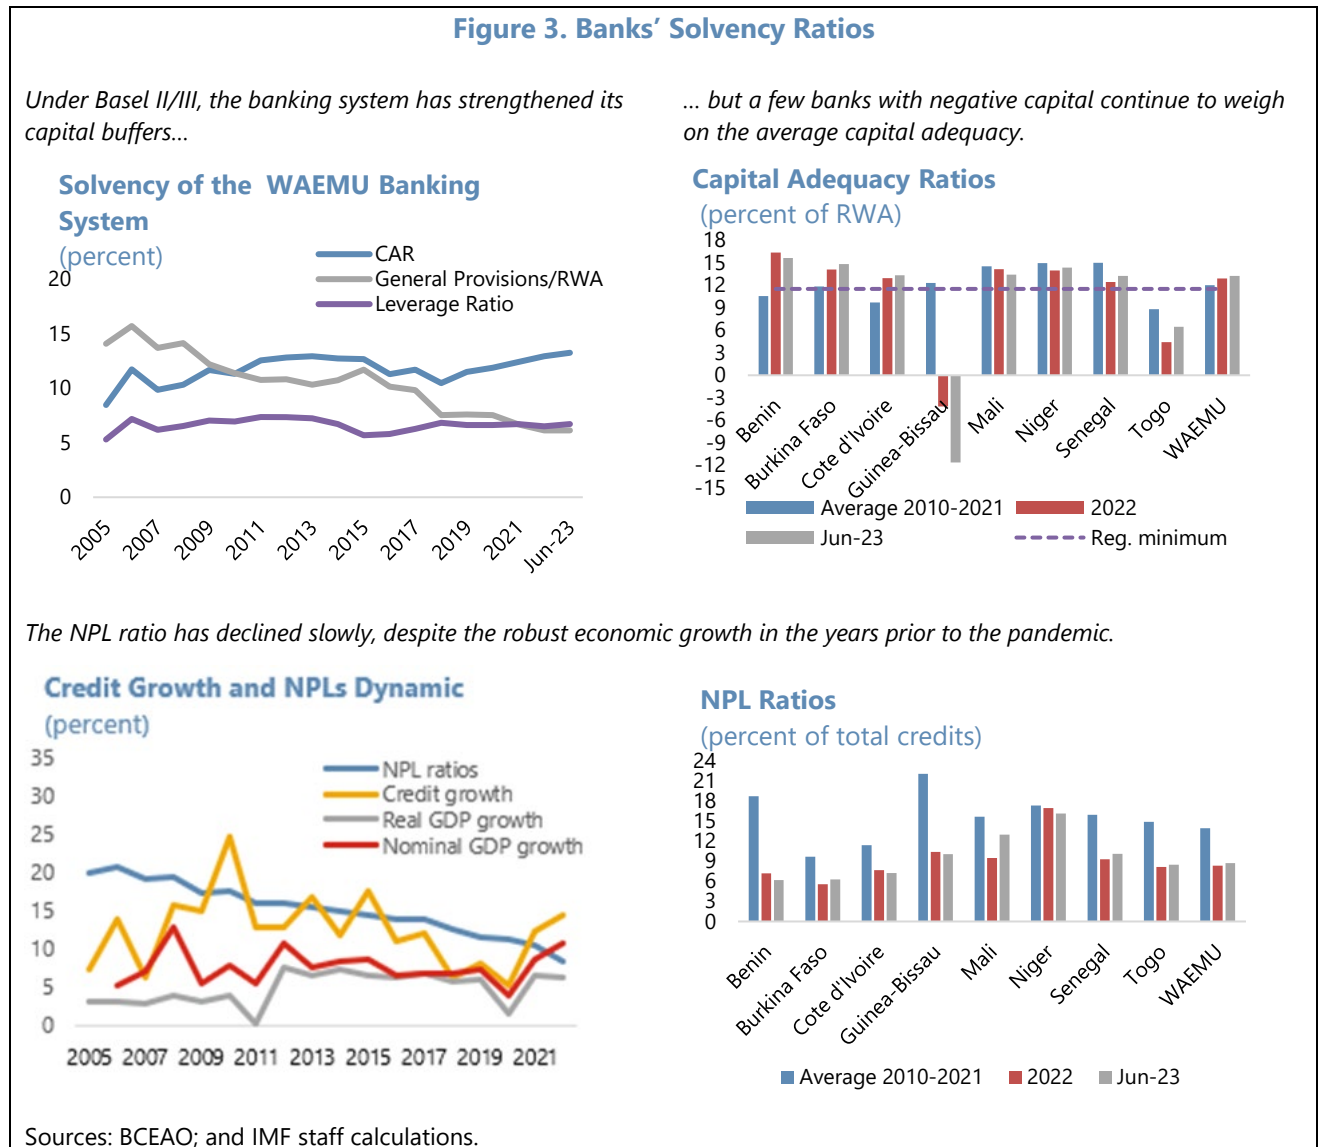 Figure 3. Banks’ Solvency Ratios
Under Basel II/III, the banking system has strengthened its
capital buffers…
… but a few banks with negative capital continue to weigh
on the average capital adequacy.
Solvency of the WAEMU Banking
System
(percent)
CAR
General Provisions/RWA
Leverage Ratio
20
15
10
5
0
2005
2007
2009
2011
2013
2015
2017
2019
2021
Jun-23
Capital Adequacy Ratios
(percent of RWA)
18
15
12
9
6
3
0
-3
-6
-9
-12
-15
Benin
Burkina Faso
Cote d'Ivoire
Guinea-Bissau
Mali
Niger
Senegal
Togo
WAEMU
Average 2010-2021
2022
Jun-23
Reg. minimum
The NPL ratio has declined slowly, despite the robust economic growth in the years prior to the pandemic.
Credit Growth and NPLs Dynamic
(percent)
35
30
25
20
15
10
5
0
NPL ratios
Credit growth
Real GDP growth
Nominal GDP growth
2005 2007 2009 2011 2013 2015 2017 2019 2021
NPL Ratios
(percent of total credits)
24
21
18
15
12
9
6
3
0
Benin
Burkina Faso
Cote d'Ivoire
Guinea-Bissau
Mali
Niger
Senegal
Togo
WAEMU
Average 2010-2021
2022
Jun-23
Sources: BCEAO; and IMF staff calculations.